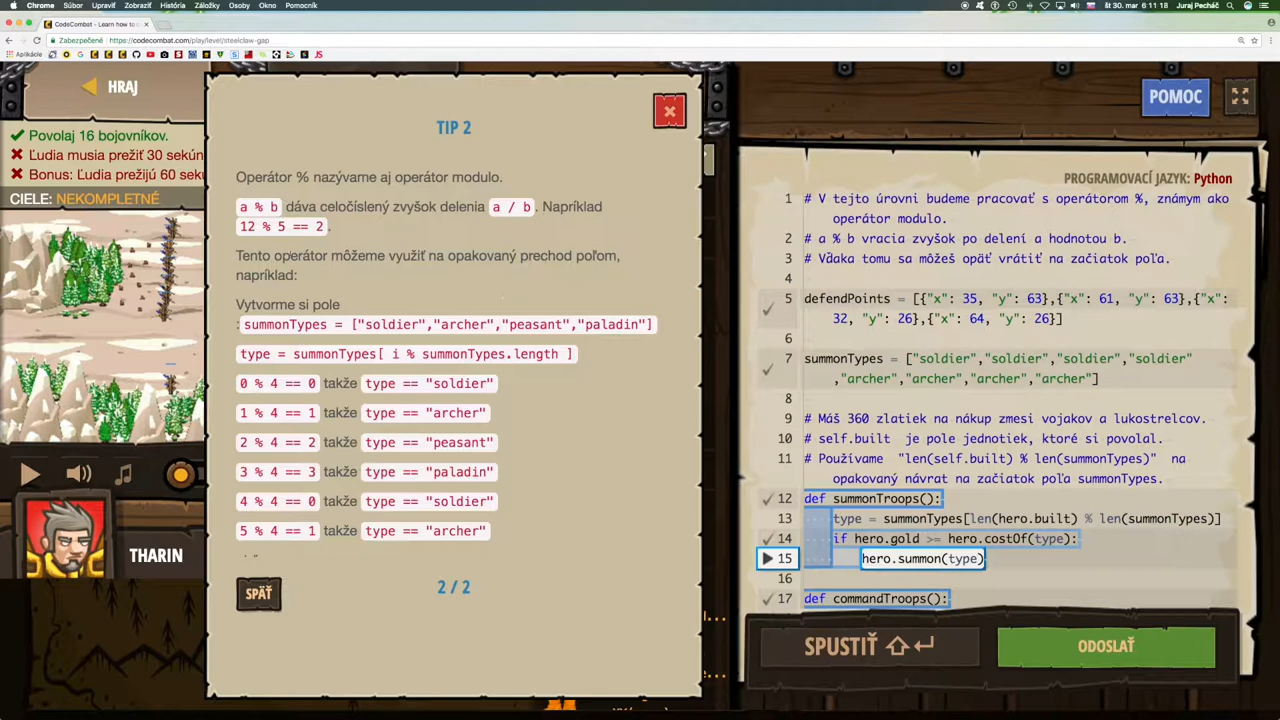 Chrome Súbor Upraviť Zobraziť História Záložky Osoby Okno Pomocník
št 30. mar 6:11:18 Juraj Pecháč
CodeCombat - Learn how to c
Zabezpečené https://codecombat.com/play/level/steelclaw-gap
Aplikácie
JS
HRAJ
Povolaj 16 bojovníkov.
Ľudia musia prežiť 30 sekún
Bonus: Ľudia prežijú 60 seku
CIELE: NEKOMPLETNÉ
THARIN
TIP 2
Operátor % nazývame aj operátor modulo.
a % b dáva celočíslený zvyšok delenia a / b. Napríklad
12 % 5 == 2.
Tento operátor môžeme využiť na opakovaný prechod poľom,
napríklad:
Vytvorme si pole
:summonTypes = ["soldier","archer","peasant","paladin"]
type = summonTypes[ i % summonTypes.length ]
0 % 4 == 0 takže type == "soldier"
1 % 4 == 1 takže type == "archer"
2 % 4 == 2 takže type == "peasant"
3 % 4 == 3 takže type == "paladin"
4 % 4 == 0 takže type == "soldier"
5 % 4 == 1 takže type == "archer"
SPÄŤ
2 / 2
POMOC
PROGRAMOVACÍ JAZYK: Python
1 # V tejto úrovni budeme pracovať s operátorom %, známym ako
operátor modulo.
2 # a % b vracia zvyšok po delení a hodnotou b.
3 # Vďaka tomu sa môžeš opäť vrátiť na začiatok poľa.
4
5 defendPoints = [{"x": 35, "y": 63},{"x": 61, "y": 63},{"x":
32, "y": 26},{"x": 64, "y": 26}]
6
7 summonTypes = ["soldier","soldier","soldier","soldier"
,"archer","archer","archer","archer"]
8
9 # Máš 360 zlatiek na nákup zmesi vojakov a lukostrelcov.
10 # self.built je pole jednotiek, ktoré si povolal.
11 # Používame "len(self.built) % len(summonTypes)" na
opakovaný návrat na začiatok poľa summonTypes.
12 def summonTroops():
13 type = summonTypes[len(hero.built) % len(summonTypes)]
14 if hero.gold >= hero.costOf(type):
15 hero.summon(type)
16
17 def commandTroops():
SPUSTIŤ
ODOSLAŤ